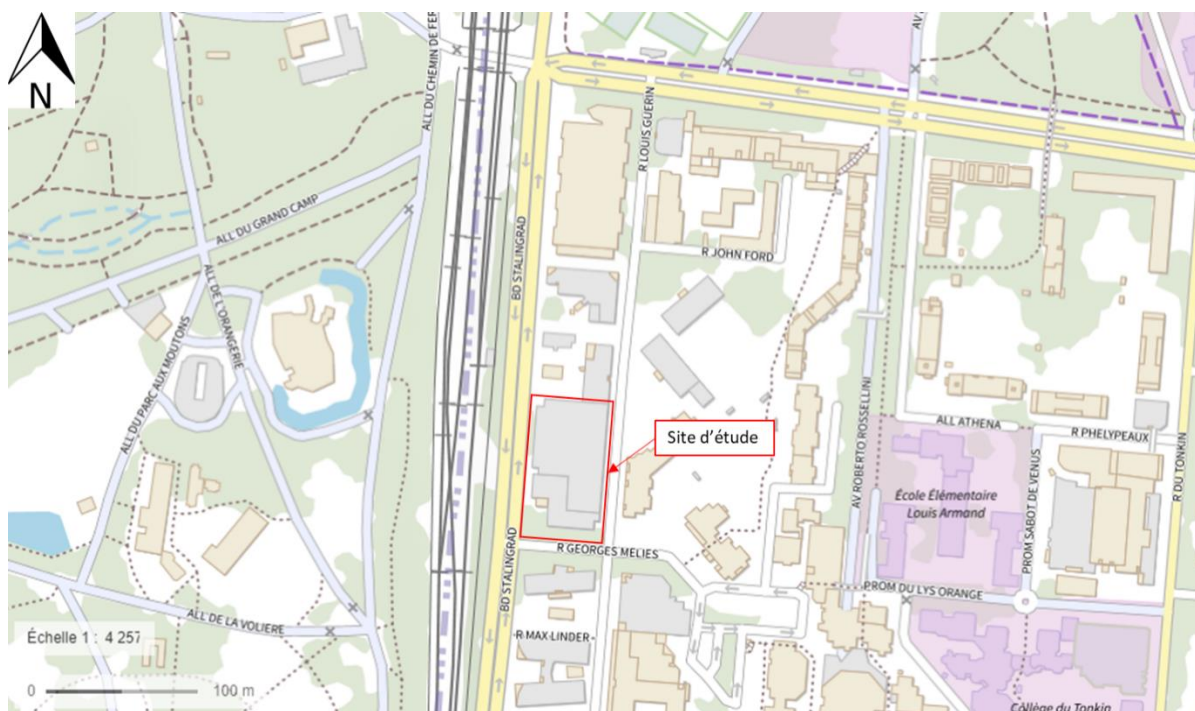 N
ALL DU CHEMIN DE FER
AV
R LOUIS GUERIN
ALL DU GRAND CAMP
BD STALINGRAD
R JOHN FORD
ALL DE L'ORANGERIE
ALL DU PARC AUX MOUTONS
AV ROBERTO ROSSELLINI
Site d'étude
ALL ATHENA
R PHELYPEAUX
R DU TONKIN
École Élémentaire
Louis Armand
PROM SABOT DE VENUS
R GEORGES MELIES
BD STALINGRAD
PROM DU LYS ORANGE
ALL DE LA VOLIERE
R MAX LINDER
Échelle 1 : 4 257
0 100 m
Collège du Tonkin